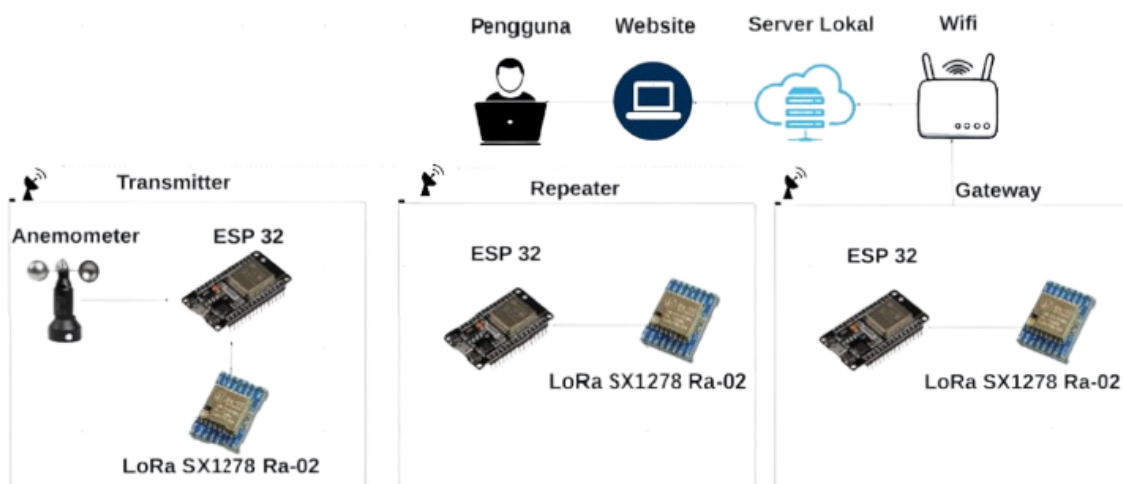 Pengguna
Website
Server Lokal
Wifi
Transmitter
Repeater
Gateway
Anemometer
ESP 32
LoRa SX1278 Ra-02
ESP 32
LoRa SX1278 Ra-02
ESP 32
LoRa SX1278 Ra-02